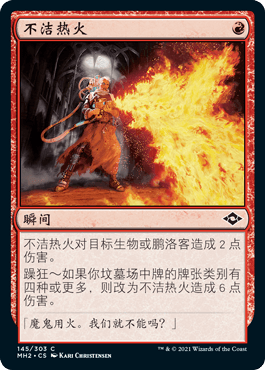 不洁热火
瞬间
不洁热火对目标生物或鹏洛客造成2点
伤害。
躁狂～如果你坟墓场中牌的牌张类别有
四种或更多，则改为不洁热火造成6点
伤害。
「魔鬼用火。我们就不能吗？」
145/303 C
MH2 • CS KARI CHRISTENSEN
™ & © 2021 Wizards of the Coast